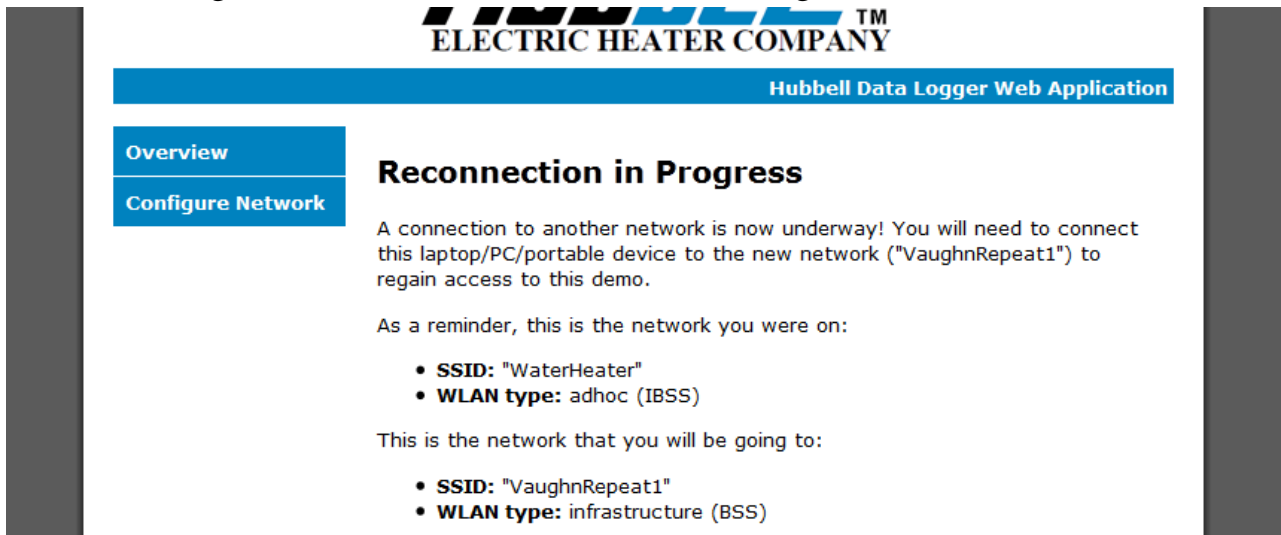 TM
ELECTRIC HEATER COMPANY
Hubbell Data Logger Web Application
Overview
Configure Network
Reconnection in Progress
A connection to another network is now underway! You will need to connect
this laptop/PC/portable device to the new network ("VaughnRepeat1") to
regain access to this demo.
As a reminder, this is the network you were on:
• SSID: "WaterHeater"
• WLAN type: adhoc (IBSS)
This is the network that you will be going to:
• SSID: "VaughnRepeat1"
• WLAN type: infrastructure (BSS)